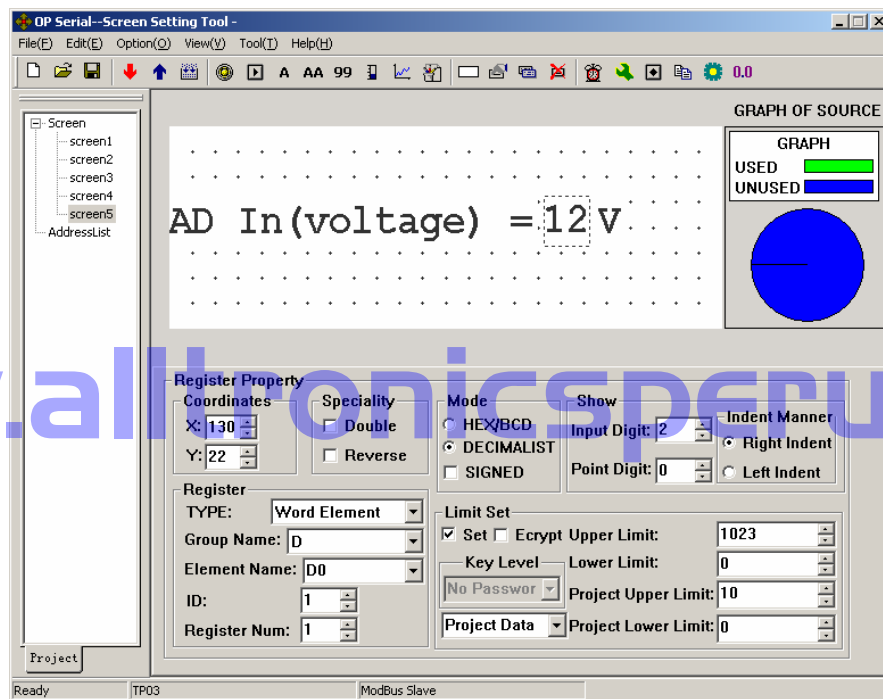 OP Serial--Screen Setting Tool -
File(F) Edit(E) Option(O) View(V) Tool(T) Help(H)
A AA 99 0.0
Screen
screen1
screen2
screen3
screen4
screen5
AddressList
Project
GRAPH OF SOURCE
GRAPH
USED
UNUSED
AD In(voltage) =12V
.alltronicsperu
Register Property
Coordinates
X: 130
Y: 22
Speciality
Double
Reverse
Mode
HEX/BCD
DECIMALIST
SIGNED
Show
Input Digit: 2
Point Digit: 0
Indent Manner
Right Indent
Left Indent
Register
TYPE: Word Element
Group Name: D
Element Name: D0
ID: 1
Register Num: 1
Limit Set
Set Ecrypt Upper Limit: 1023
Key Level Lower Limit: 0
No Passwor Project Upper Limit: 10
Project Data Project Lower Limit: 0
Ready TP03 ModBus Slave